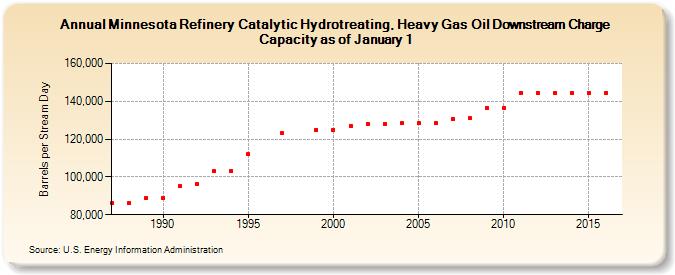 Annual Minnesota Refinery Catalytic Hydrotreating, Heavy Gas Oil Downstream Charge
Capacity as of January 1
Barrels per Stream Day
160,000
140,000
120,000
100,000
80,000
1990 1995 2000 2005 2010 2015
Source: U.S. Energy Information Administration